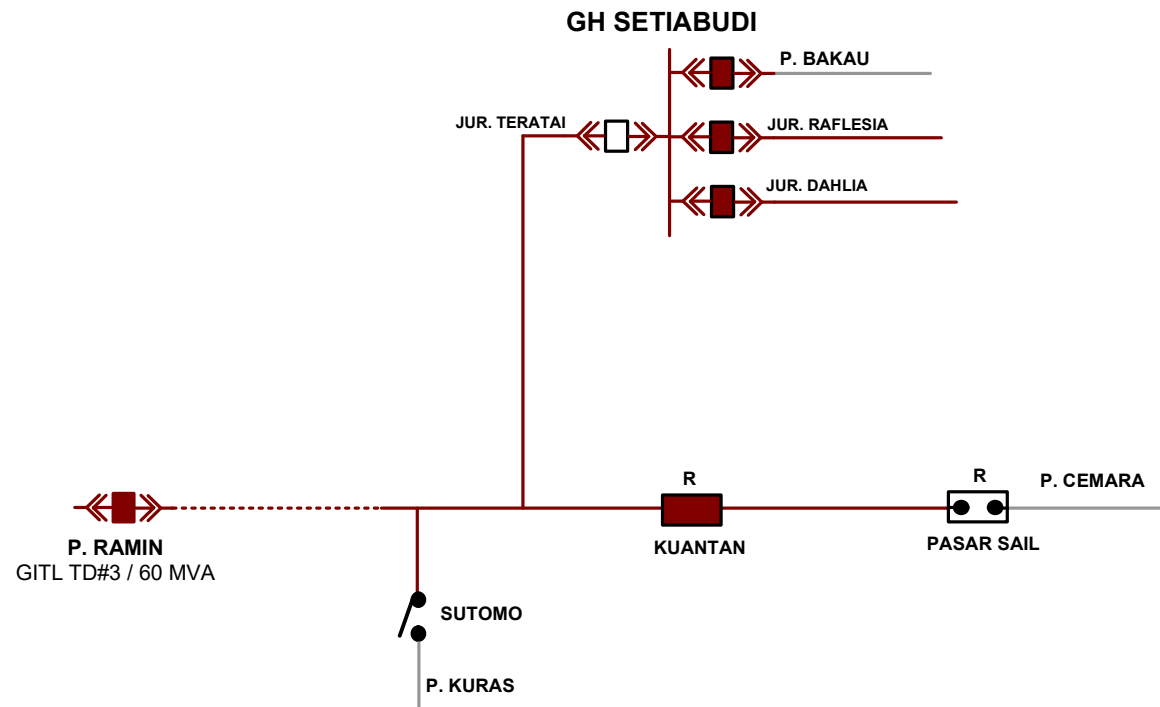 GH SETIABUDI
P. BAKAU
JUR. TERATAI
JUR. RAFLESIA
JUR. DAHLIA
R
R
P. CEMARA
P. RAMIN
GITL TD#3 / 60 MVA
KUANTAN
PASAR SAIL
SUTOMO
P. KURAS